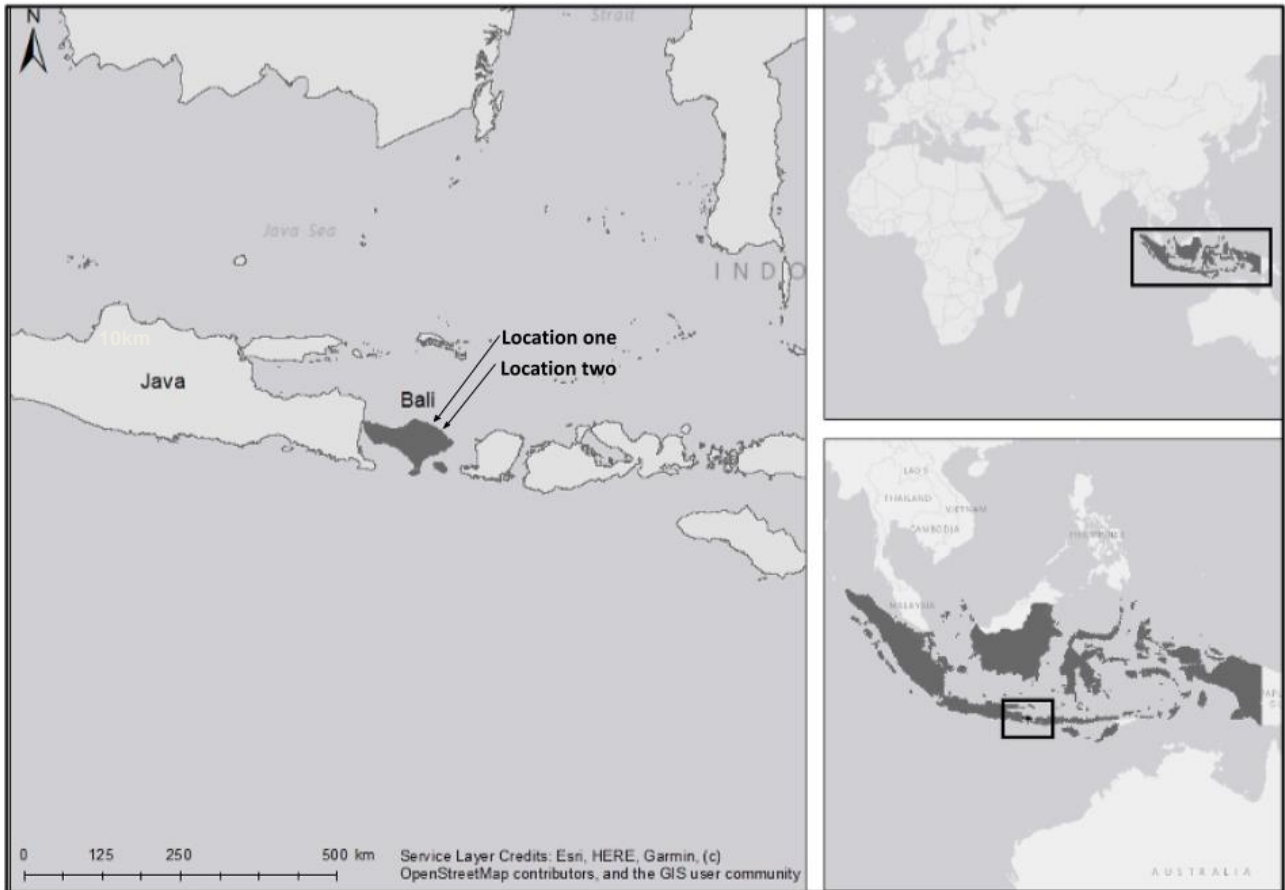 N
Strait
Java Sea
INDO
10km
Location one
Location two
Java
Bali
0 125 250 500 km
Service Layer Credits: Esri, HERE, Garmin, (c)
OpenStreetMap contributors, and the GIS user community
LAOS
THAILAND
VIETNAM
CAMBODIA
PHILIPPINES
MALAYSIA
AUSTRALIA